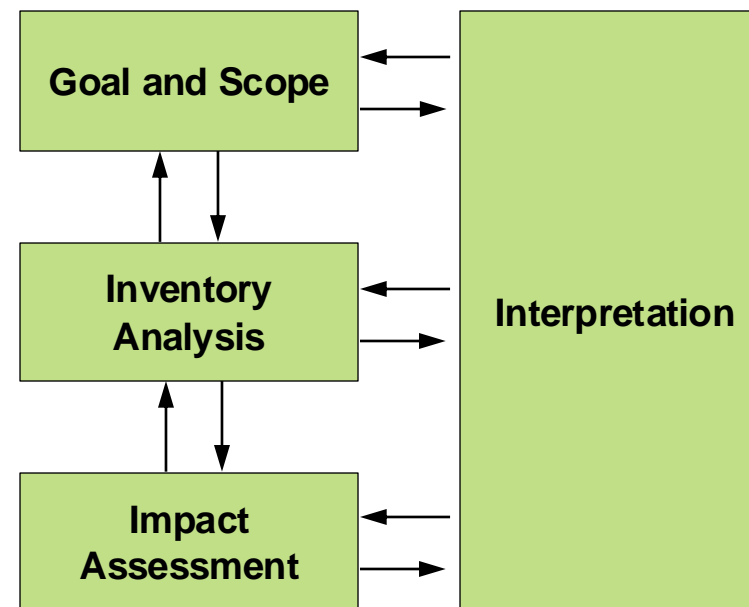 Goal and Scope
Inventory
Analysis
Interpretation
Impact
Assessment